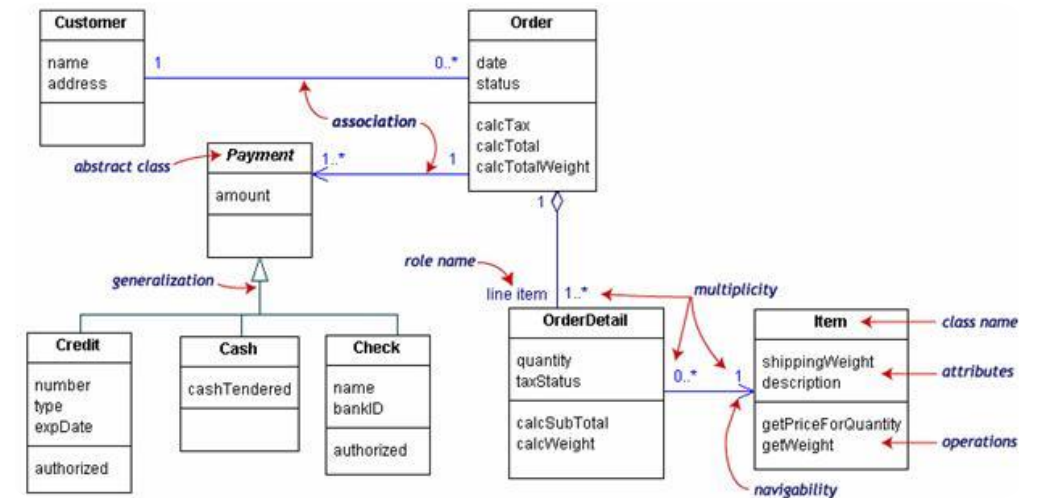 Customer
name
address
1
0..*
Order
date
status
calcTax
calcTotal
calcTotalWeight
association
abstract class
Payment
amount
1..*
1
1
generalization
role name
line item
1..*
multiplicity
Credit
number
type
expDate
authorized
Cash
cashTendered
Check
name
bankID
authorized
OrderDetail
quantity
taxStatus
calcSubTotal
calcWeight
0..*
1
Item
shippingWeight
description
getPriceForQuantity
getWeight
class name
attributes
operations
navigability